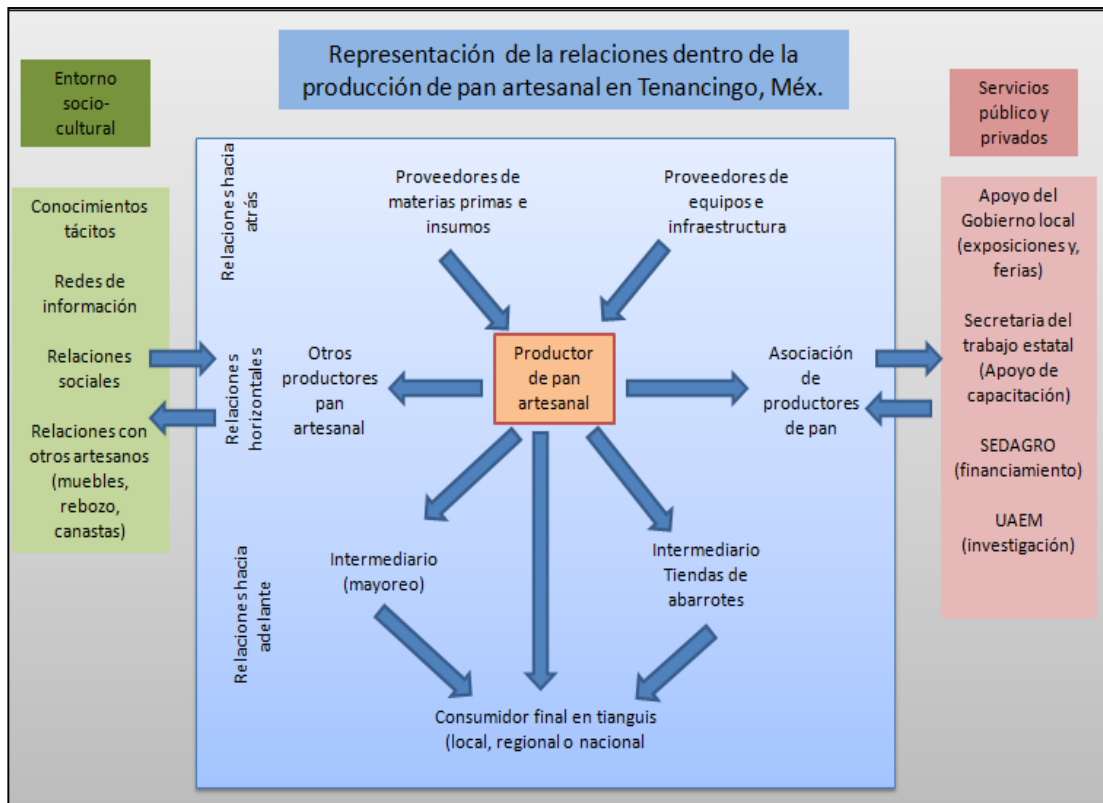 Representación de la relaciones dentro de la
producción de pan artesanal en Tenancingo, Méx.
Entorno
socio-
cultural
Conocimientos
tácitos
Redes de
información
Relaciones
sociales
Relaciones con
otros artesanos
(muebles,
rebozo,
canastas)
Relaciones hacia
atrás
Proveedores de
materias primas e
insumos
Proveedores de
equipos e
infraestructura
Relaciones
horizontales
Otros
productores
pan
artesanal
Productor
de pan
artesanal
Asociación
de
productores
de pan
Relaciones hacia
adelante
Intermediario
(mayoreo)
Intermediario
Tiendas de
abarrotes
Consumidor final en tianguis
(local, regional o nacional
Servicios
público y
privados
Apoyo del
Gobierno local
(exposiciones y,
ferias)
Secretaria del
trabajo estatal
(Apoyo de
capacitación)
SEDAGRO
(financiamiento)
UAEM
(investigación)